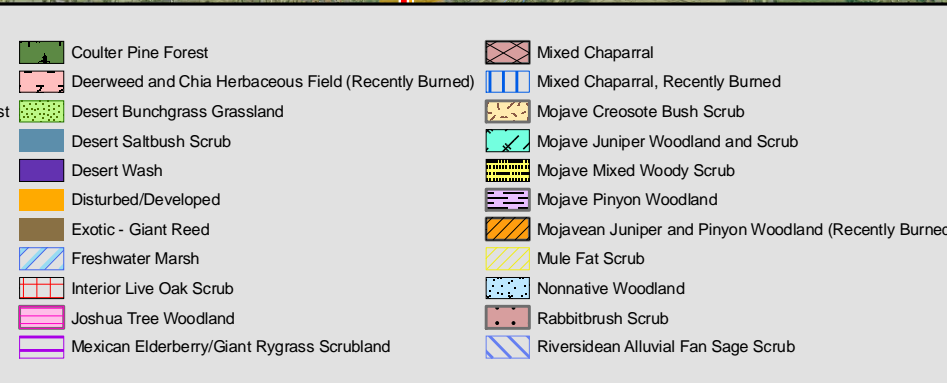 Coulter Pine Forest
Deerweed and Chia Herbaceous Field (Recently Burned)
st
Desert Bunchgrass Grassland
Desert Saltbush Scrub
Desert Wash
Disturbed/Developed
Exotic - Giant Reed
Freshwater Marsh
Interior Live Oak Scrub
Joshua Tree Woodland
Mexican Elderberry/Giant Rygrass Scrubland
Mixed Chaparral
Mixed Chaparral, Recently Burned
Mojave Creosote Bush Scrub
Mojave Juniper Woodland and Scrub
Mojave Mixed Woody Scrub
Mojave Pinyon Woodland
Mojavean Juniper and Pinyon Woodland (Recently Burned
Mule Fat Scrub
Nonnative Woodland
Rabbitbrush Scrub
Riversidean Alluvial Fan Sage Scrub